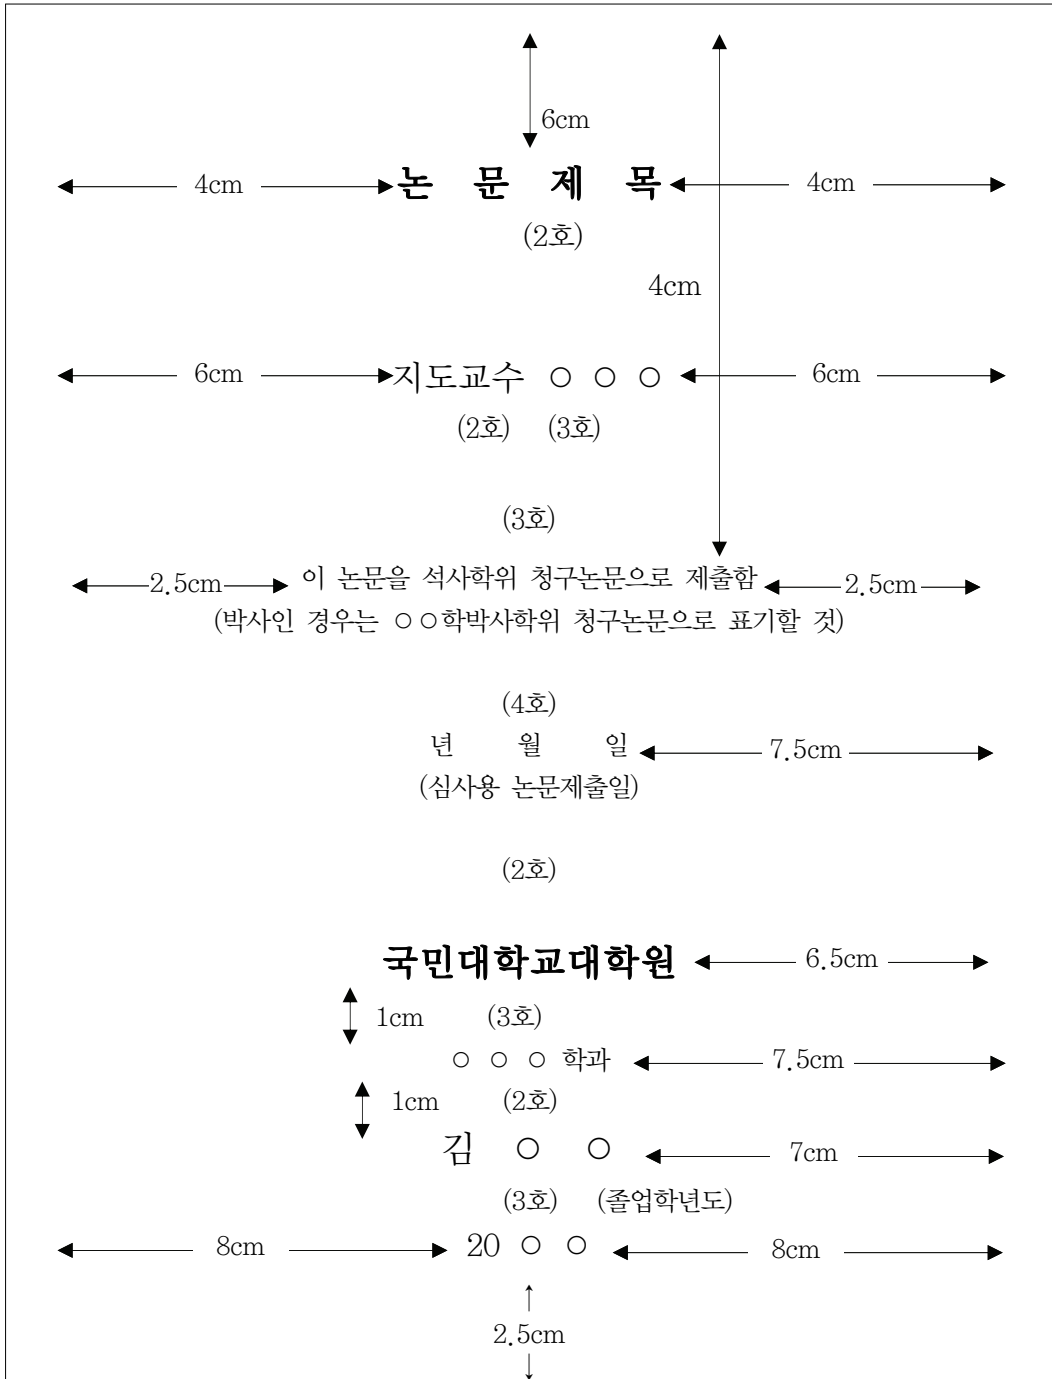 6cm
4cm 논 문 제 목 4cm
(2호)
4cm
6cm 지도교수 ○ ○ ○ 6cm
(2호) (3호)
(3호)
2.5cm 이 논문을 석사학위 청구논문으로 제출함 2.5cm
(박사인 경우는 ○○학박사학위 청구논문으로 표기할 것)
(4호)
년 월 일 7.5cm
(심사용 논문제출일)
(2호)
국민대학교대학원 6.5cm
1cm (3호)
○ ○ ○ 학과 7.5cm
1cm (2호)
김 ○ ○ 7cm
(3호) (졸업학년도)
8cm 20 ○ ○ 8cm
2.5cm